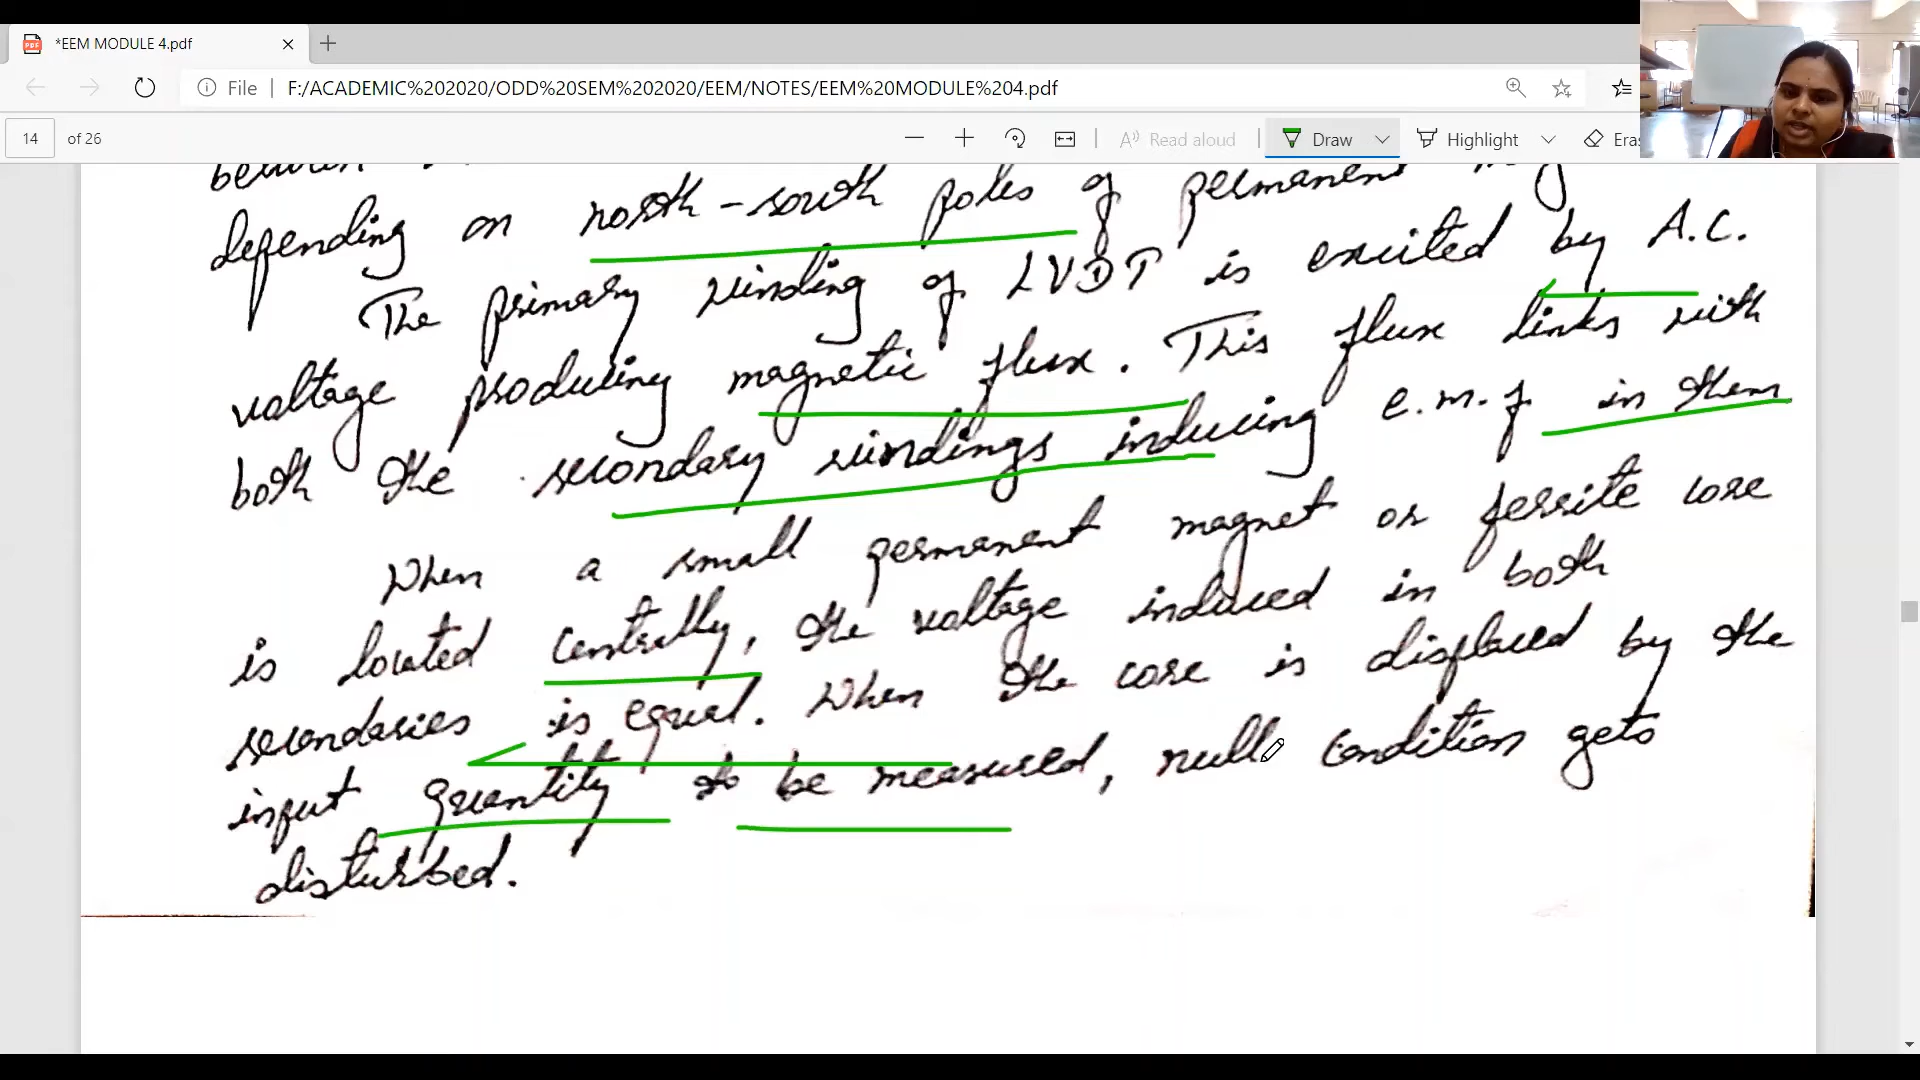 *EEM MODULE 4.pdf
File F:/ACADEMIC%202020/ODD%20SEM%202020/EEM/NOTES/EEM%20MODULE%204.pdf
14 of 26 Read aloud Draw Highlight
between
depending on north-south poles of permanent
The primary winding of LVDT is excited by A.C.
voltage producing magnetic flux. This flux links with
both the secondary windings inducing e.m.f in them
When a small permanent magnet or ferrite core
is located centrally, the voltage induced in both
secondaries is equal. When the core is displaced by the
input quantity to be measured, null condition gets
disturbed.